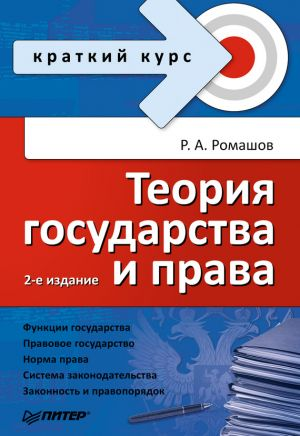 краткий курс
Р. А. Ромашов
Теория
государства
и права
2-е издание
Функции государства
Правовое государство
Норма права
Система законодательства
Законность и правопорядок
ПИТЕР